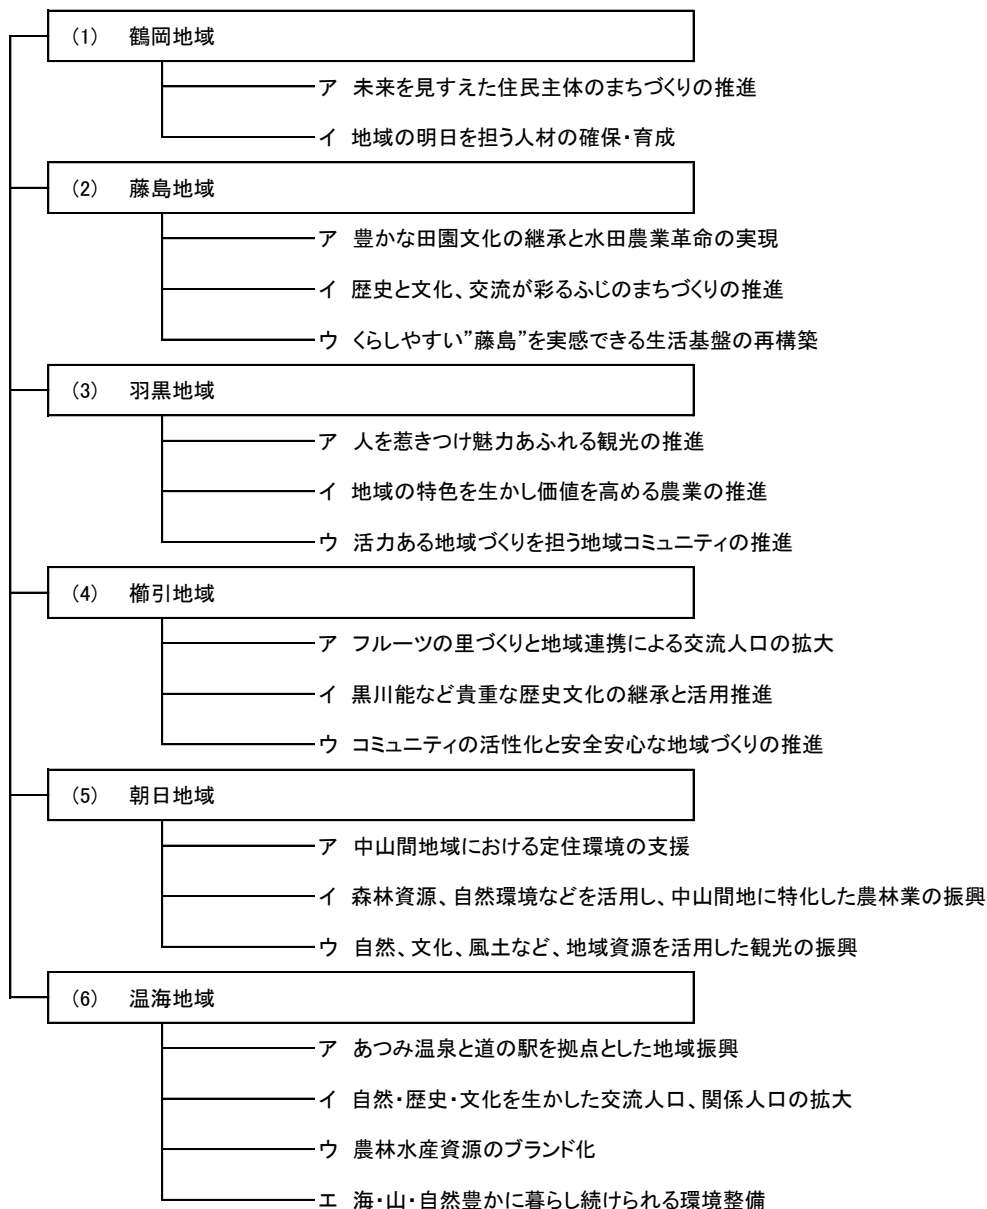 (1) 鶴岡地域
ア 未来を見すえた住民主体のまちづくりの推進
イ 地域の明日を担う人材の確保・育成
(2) 藤島地域
ア 豊かな田園文化の継承と水田農業革命の実現
イ 歴史と文化、交流が彩るふじのまちづくりの推進
ウ くらしやすい”藤島”を実感できる生活基盤の再構築
(3) 羽黒地域
ア 人を惹きつけ魅力あふれる観光の推進
イ 地域の特色を生かし価値を高める農業の推進
ウ 活力ある地域づくりを担う地域コミュニティの推進
(4) 櫛引地域
ア フルーツの里づくりと地域連携による交流人口の拡大
イ 黒川能など貴重な歴史文化の継承と活用推進
ウ コミュニティの活性化と安全安心な地域づくりの推進
(5) 朝日地域
ア 中山間地域における定住環境の支援
イ 森林資源、自然環境などを活用し、中山間地に特化した農林業の振興
ウ 自然、文化、風土など、地域資源を活用した観光の振興
(6) 温海地域
ア あつみ温泉と道の駅を拠点とした地域振興
イ 自然・歴史・文化を生かした交流人口、関係人口の拡大
ウ 農林水産資源のブランド化
エ 海・山・自然豊かに暮らし続けられる環境整備